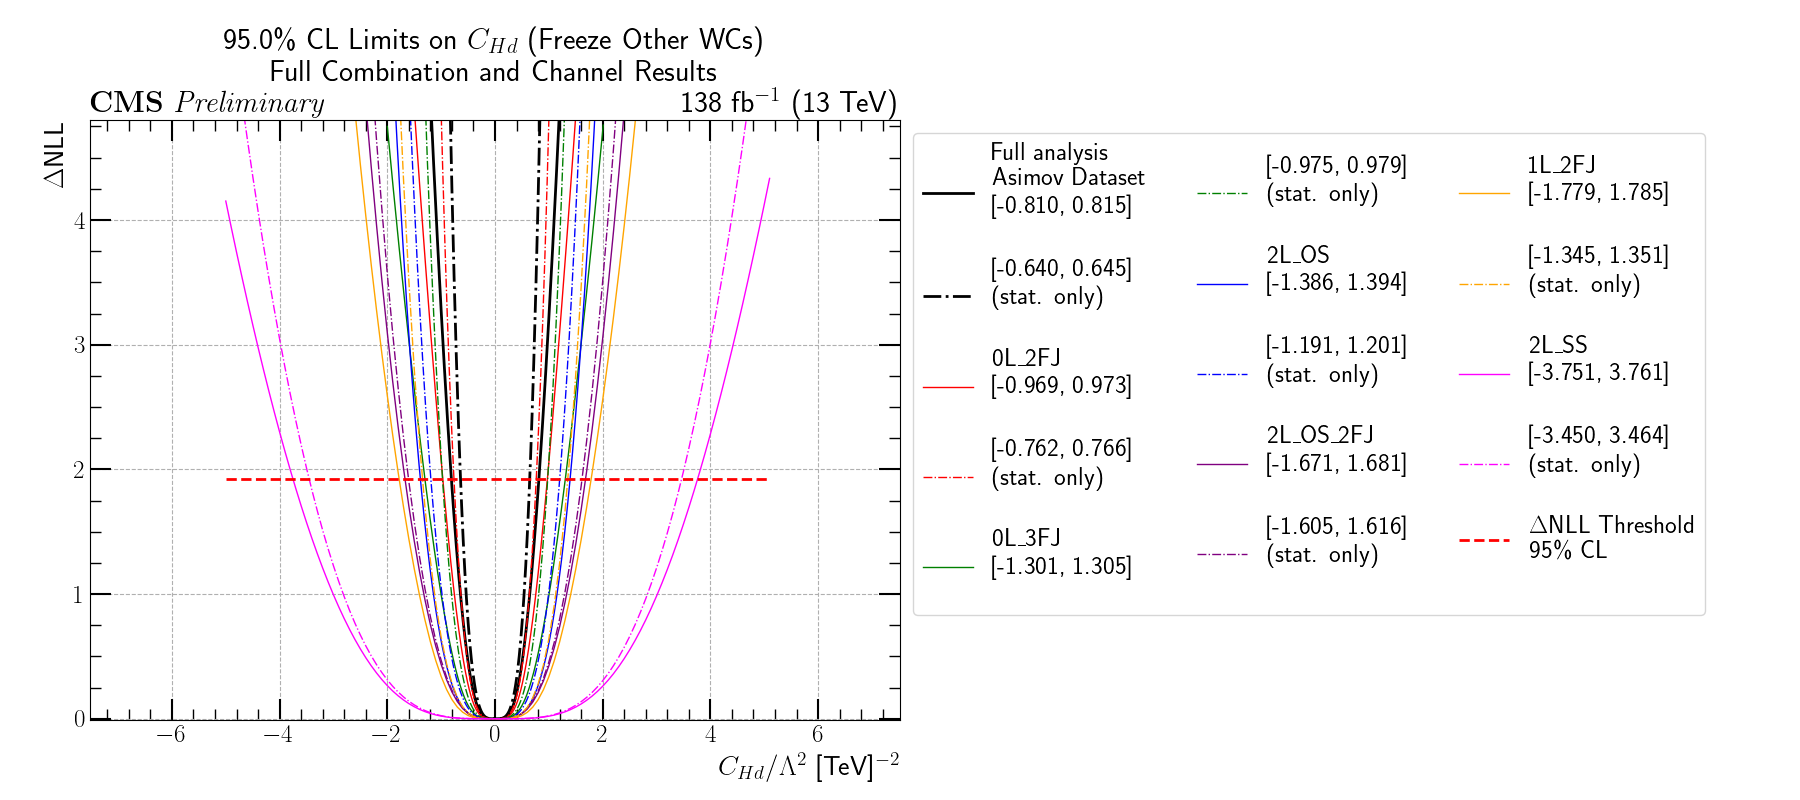 95.0% CL Limits on C_{Hd} (Freeze Other WCs)
Full Combination and Channel Results
CMS Preliminary
138 fb^{-1} (13 TeV)
ΔNLL
4
3
2
1
0
−6
−4
−2
0
2
4
6
C_{Hd}/Λ^2 [TeV]^{−2}
Full analysis
Asimov Dataset
[-0.810, 0.815]
[-0.640, 0.645]
(stat. only)
0L_2FJ
[-0.969, 0.973]
[-0.762, 0.766]
(stat. only)
0L_3FJ
[-1.301, 1.305]
[-0.975, 0.979]
(stat. only)
2L_OS
[-1.386, 1.394]
[-1.191, 1.201]
(stat. only)
2L_OS_2FJ
[-1.671, 1.681]
[-1.605, 1.616]
(stat. only)
1L_2FJ
[-1.779, 1.785]
[-1.345, 1.351]
(stat. only)
2L_SS
[-3.751, 3.761]
[-3.450, 3.464]
(stat. only)
ΔNLL Threshold
95% CL